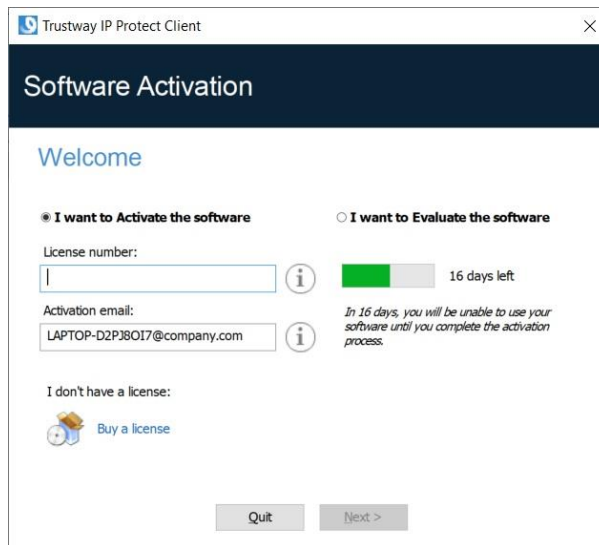 Trustway IP Protect Client
Software Activation
Welcome
I want to Activate the software
License number:
Activation email:
LAPTOP-D2PJ8OI7@company.com
I don't have a license:
Buy a license
I want to Evaluate the software
16 days left
In 16 days, you will be unable to use your
software until you complete the activation
process.
Quit
Next >